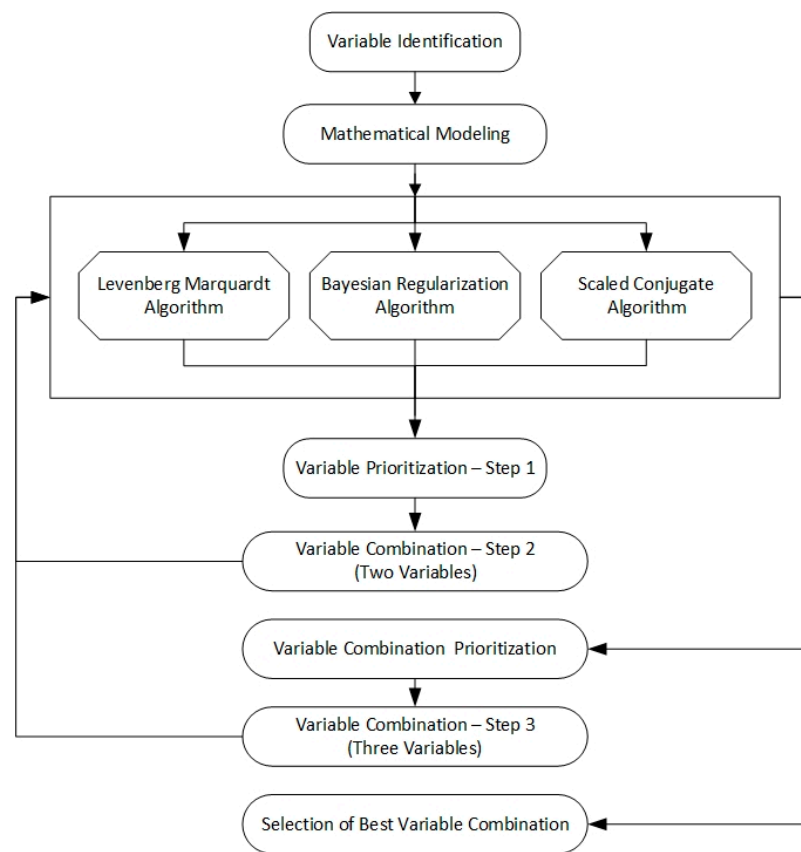 Variable Identification
Mathematical Modeling
Levenberg Marquardt
Algorithm
Bayesian Regularization
Algorithm
Scaled Conjugate
Algorithm
Variable Prioritization – Step 1
Variable Combination – Step 2
(Two Variables)
Variable Combination Prioritization
Variable Combination – Step 3
(Three Variables)
Selection of Best Variable Combination